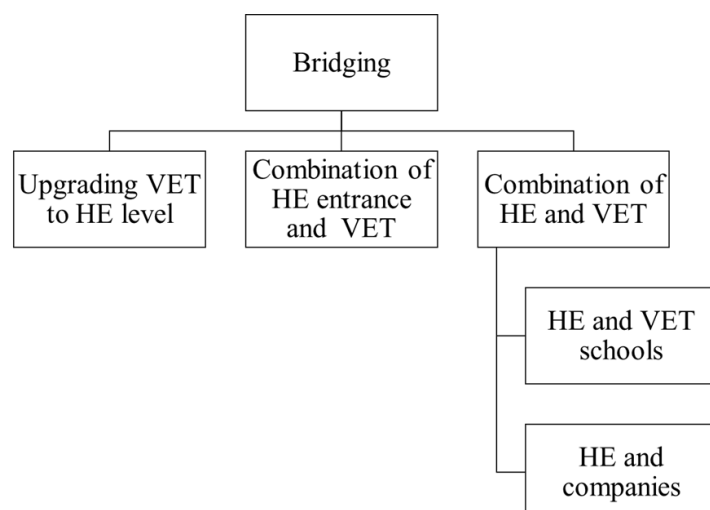 Bridging
Upgrading VET
to HE level
Combination of
HE entrance
and VET
Combination of
HE and VET
HE and VET
schools
HE and
companies